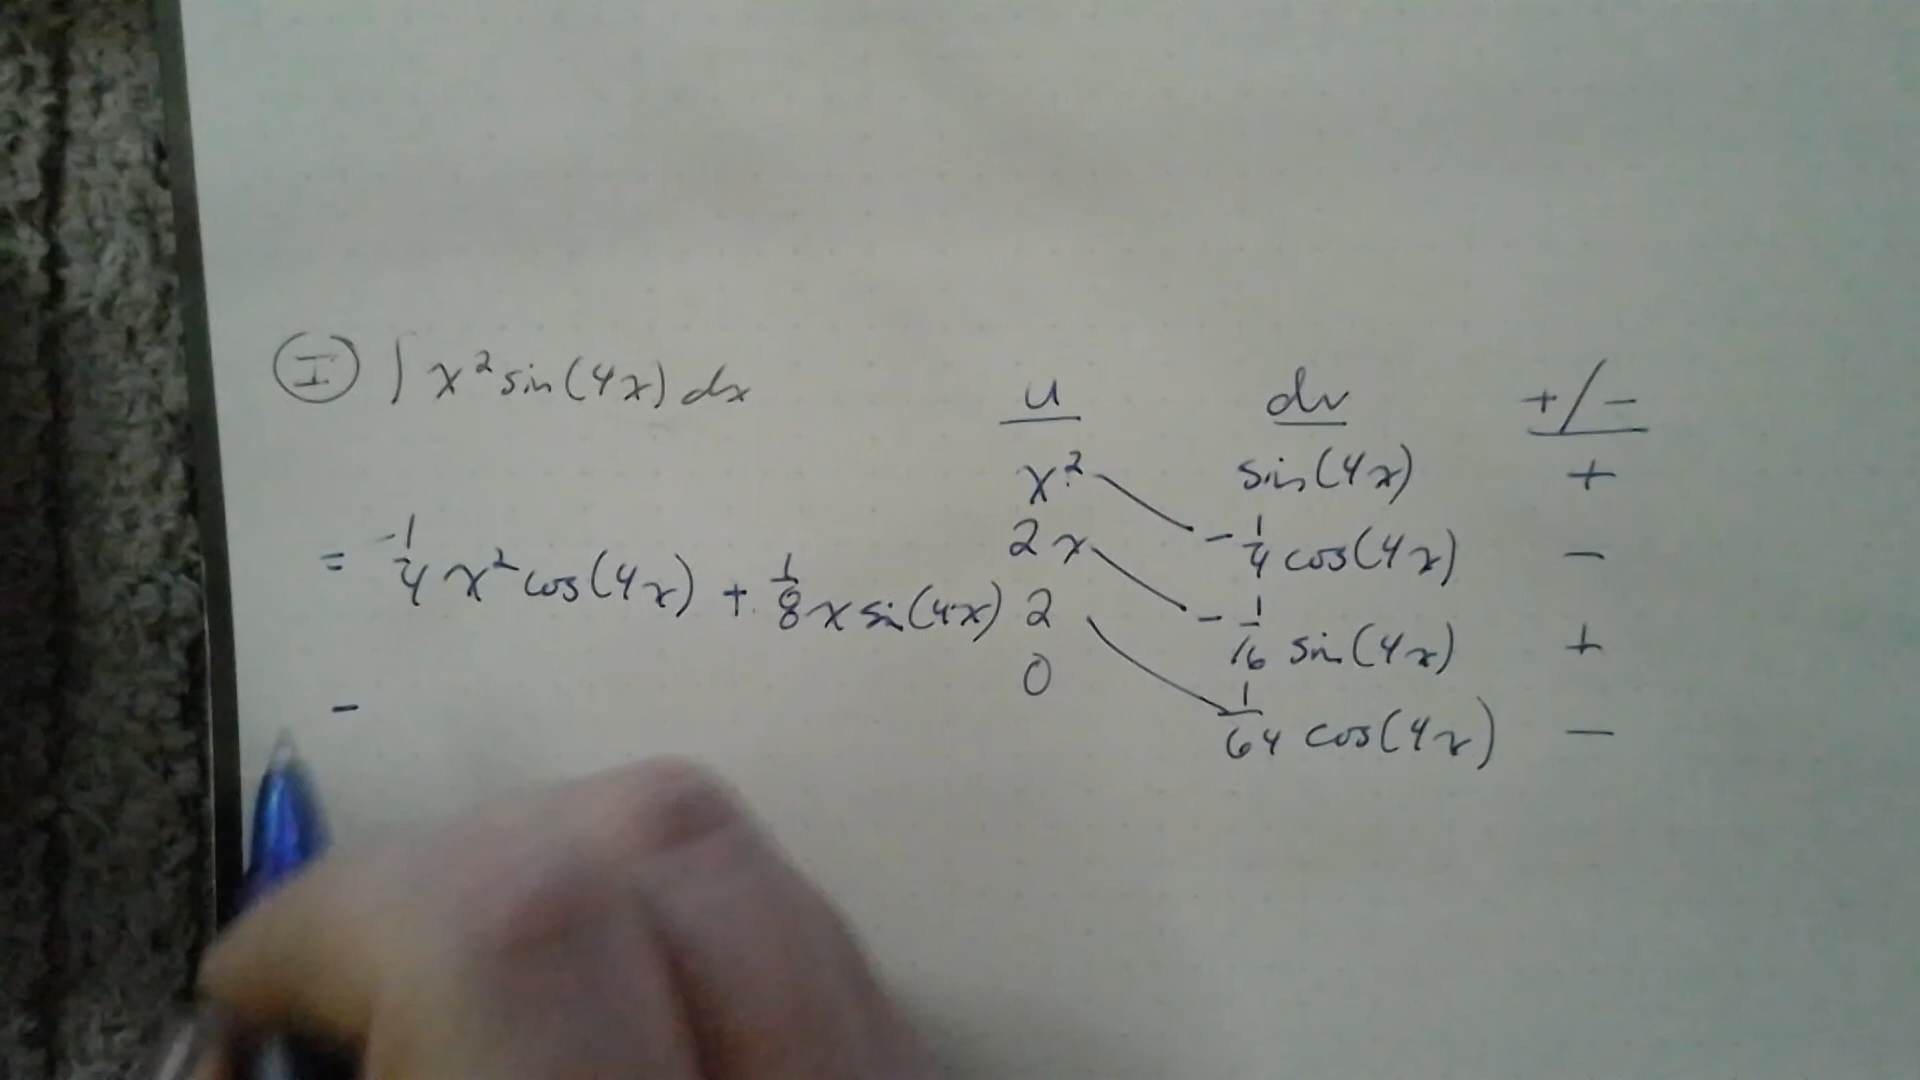 Ⓘ ∫ x² sin(4x) dx
= -1/4 x² cos(4x) + 1/8 x sin(4x)
-
u dv +/-
x² sin(4x) +
2x -1/4 cos(4x) -
2 -1/16 sin(4x) +
0 1/64 cos(4x) -